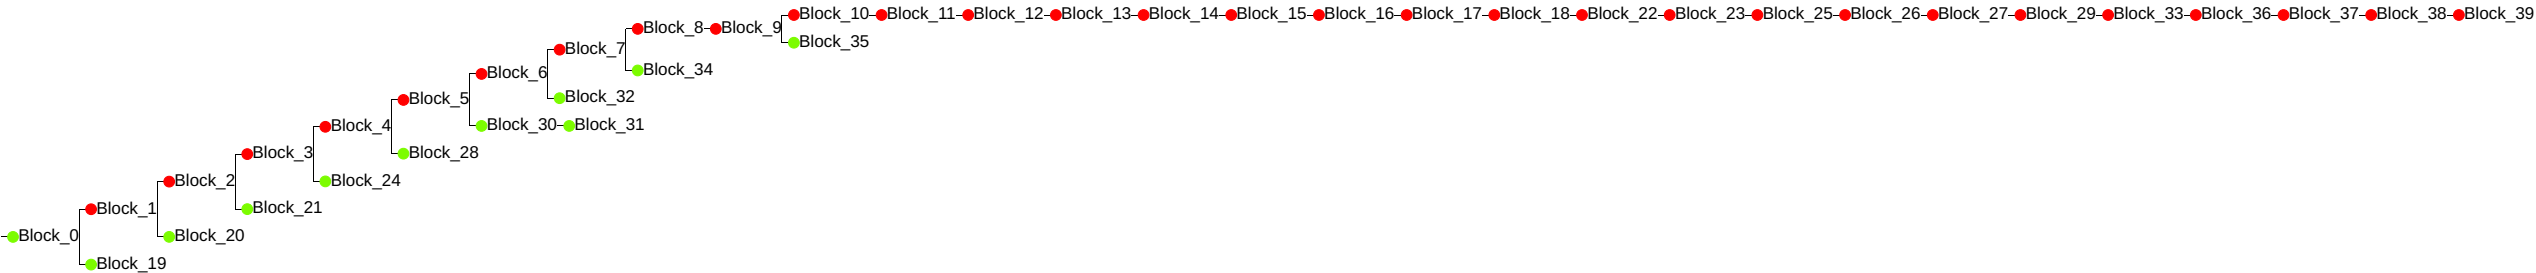 Block_10 Block_11 Block_12 Block_13 Block_14 Block_15 Block_16 Block_17 Block_18 Block_22 Block_23 Block_25 Block_26 Block_27 Block_29 Block_33 Block_36 Block_37 Block_38 Block_39
Block_8 Block_9
Block_35
Block_7
Block_34
Block_6
Block_32
Block_5
Block_30 Block_31
Block_4
Block_28
Block_3
Block_24
Block_2
Block_21
Block_1
Block_20
Block_0
Block_19